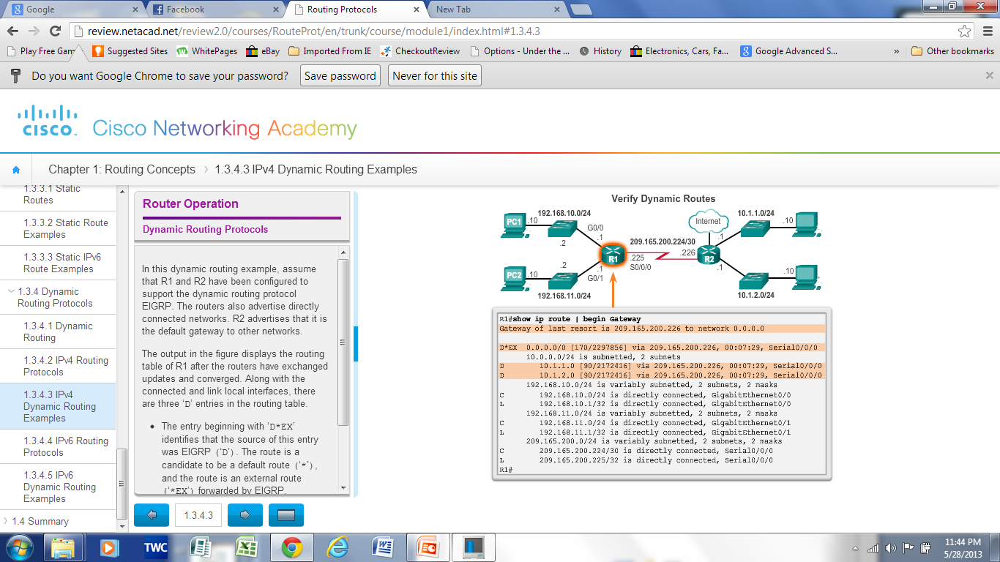 Google
Facebook
Routing Protocols
New Tab
review.netacad.net/review2.0/courses/RouteProt/en/trunk/course/module1/index.html#1.3.4.3
Play Free Gam
Suggested Sites
WhitePages
eBay
Imported From IE
CheckoutReview
Options - Under the ...
History
Electronics, Cars, Fa...
Google Advanced S...
»
Other bookmarks
Do you want Google Chrome to save your password?
Save password
Never for this site
CISCO.
Cisco Networking Academy
Chapter 1: Routing Concepts
1.3.4.3 IPv4 Dynamic Routing Examples
1.3.3.1 Static
Routes
1.3.3.2 Static Route
Examples
1.3.3.3 Static IPv6
Route Examples
1.3.4 Dynamic
Routing Protocols
1.3.4.1 Dynamic
Routing
1.3.4.2 IPv4 Routing
Protocols
1.3.4.3 IPv4
Dynamic Routing
Examples
1.3.4.4 IPv6 Routing
Protocols
1.3.4.5 IPv6
Dynamic Routing
Examples
1.4 Summary
Router Operation
Dynamic Routing Protocols
In this dynamic routing example, assume
that R1 and R2 have been configured to
support the dynamic routing protocol
EIGRP. The routers also advertise directly
connected networks. R2 advertises that it is
the default gateway to other networks.
The output in the figure displays the routing
table of R1 after the routers have exchanged
updates and converged. Along with the
connected and link local interfaces, there
are three ‘D’ entries in the routing table.
• The entry beginning with ‘D*EX’
identifies that the source of this entry
was EIGRP (‘D’). The route is a
candidate to be a default route (‘*’),
and the route is an external route
(‘*EX’) forwarded by EIGRP.
1.3.4.3
Verify Dynamic Routes
192.168.10.0/24
PC1
.10
G0/0
.1
.2
Internet
10.1.1.0/24
.10
.1
209.165.200.224/30
R1
.225
S0/0/0
.226
R2
.1
.2
PC2
.10
.1
G0/1
192.168.11.0/24
.10
10.1.2.0/24
R1#show ip route | begin Gateway
Gateway of last resort is 209.165.200.226 to network 0.0.0.0
D*EX 0.0.0.0/0 [170/2297856] via 209.165.200.226, 00:07:29, Serial0/0/0
10.0.0.0/24 is subnetted, 2 subnets
D 10.1.1.0 [90/2172416] via 209.165.200.226, 00:07:29, Serial0/0/0
D 10.1.2.0 [90/2172416] via 209.165.200.226, 00:07:29, Serial0/0/0
192.168.10.0/24 is variably subnetted, 2 subnets, 2 masks
C 192.168.10.0/24 is directly connected, GigabitEthernet0/0
L 192.168.10.1/32 is directly connected, GigabitEthernet0/0
192.168.11.0/24 is variably subnetted, 2 subnets, 2 masks
C 192.168.11.0/24 is directly connected, GigabitEthernet0/1
L 192.168.11.1/32 is directly connected, GigabitEthernet0/1
209.165.200.0/24 is variably subnetted, 2 subnets, 2 masks
C 209.165.200.224/30 is directly connected, Serial0/0/0
L 209.165.200.225/32 is directly connected, Serial0/0/0
R1#
TWC
11:44 PM
5/28/2013